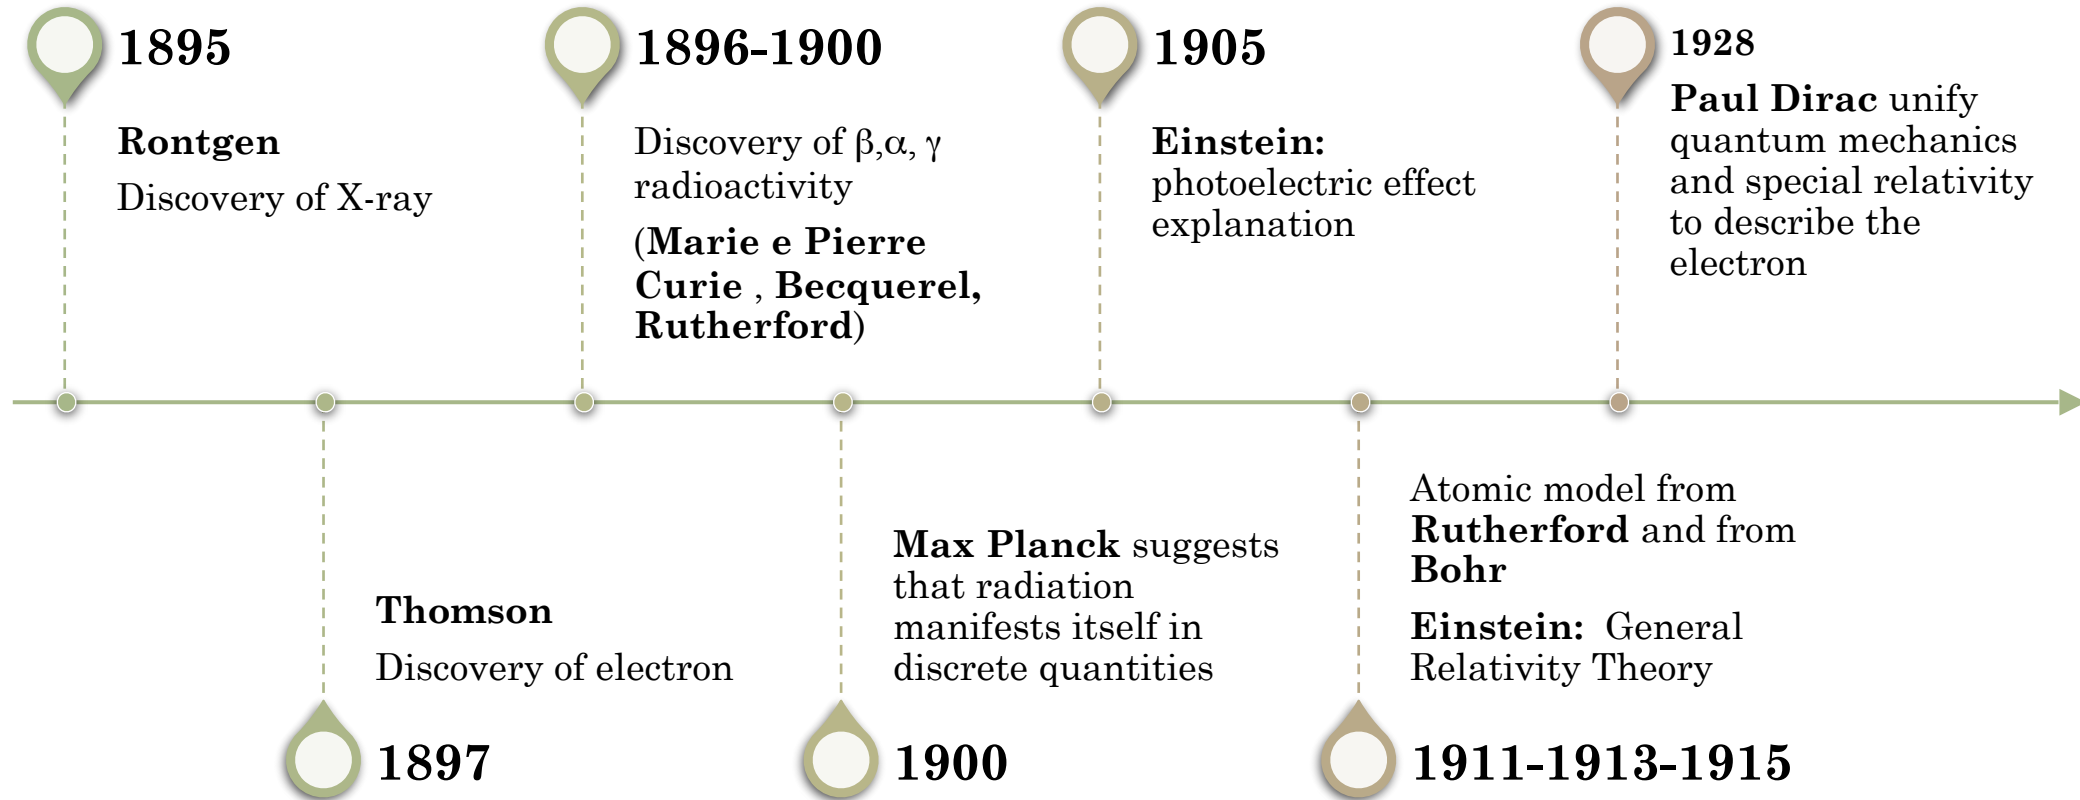 1895
Rontgen
Discovery of X-ray
1896-1900
Discovery of β,α, γ
radioactivity
(Marie e Pierre
Curie , Becquerel,
Rutherford)
1905
Einstein:
photoelectric effect
explanation
1928
Paul Dirac unify
quantum mechanics
and special relativity
to describe the
electron
Thomson
Discovery of electron
1897
Max Planck suggests
that radiation
manifests itself in
discrete quantities
1900
Atomic model from
Rutherford and from
Bohr
Einstein: General
Relativity Theory
1911-1913-1915